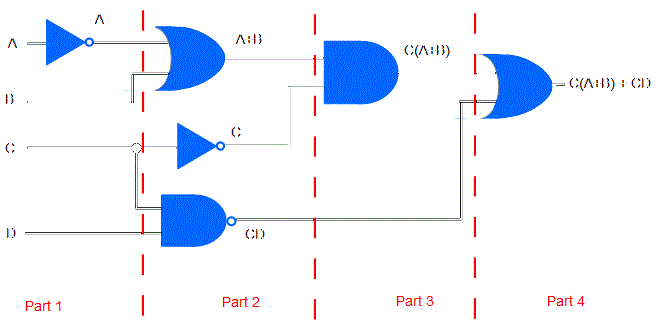 A
A
A+B
B
C(A+B)
C(A+B) + CD
C
C
D
CD
Part 1
Part 2
Part 3
Part 4